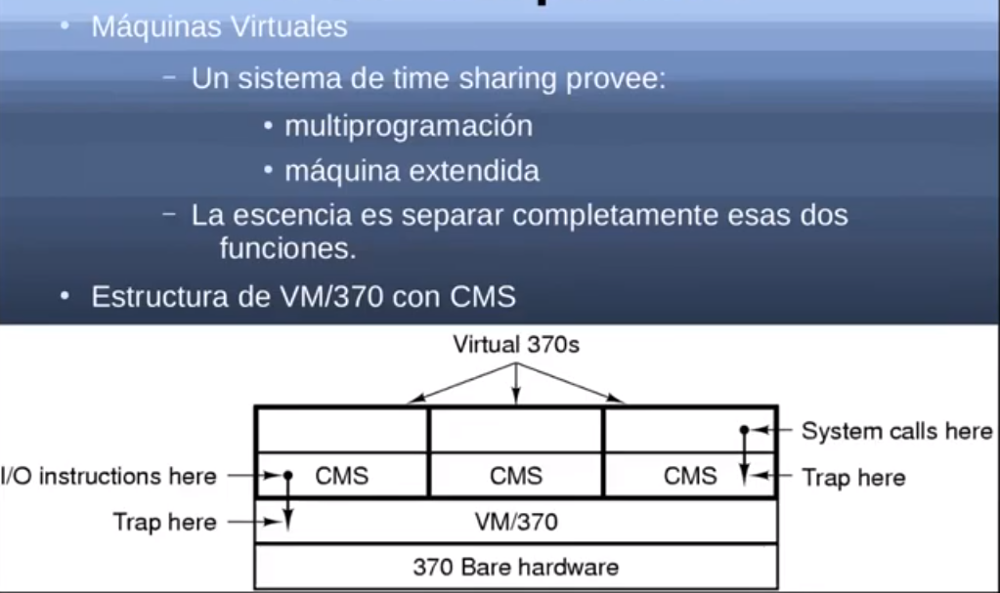 • Máquinas Virtuales
– Un sistema de time sharing provee:
• multiprogramación
• máquina extendida
– La escencia es separar completamente esas dos
funciones.
• Estructura de VM/370 con CMS
Virtual 370s
System calls here
I/O instructions here
CMS
CMS
CMS
Trap here
Trap here
VM/370
370 Bare hardware